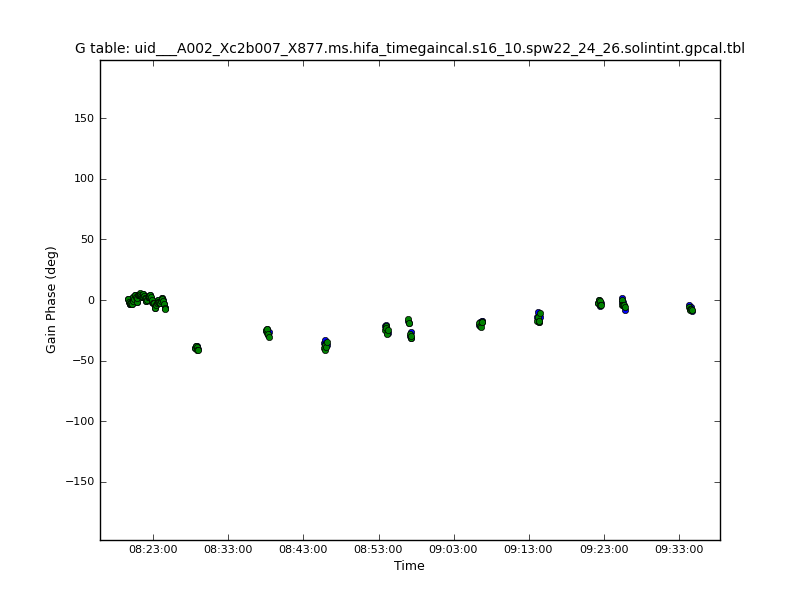 G table: uid___A002_Xc2b007_X877.ms.hifa_timegaincal.s16_10.spw22_24_26.solintint.gpcal.tbl
Gain Phase (deg)
150
100
50
0
−50
−100
−150
08:23:00 08:33:00 08:43:00 08:53:00 09:03:00 09:13:00 09:23:00 09:33:00
Time